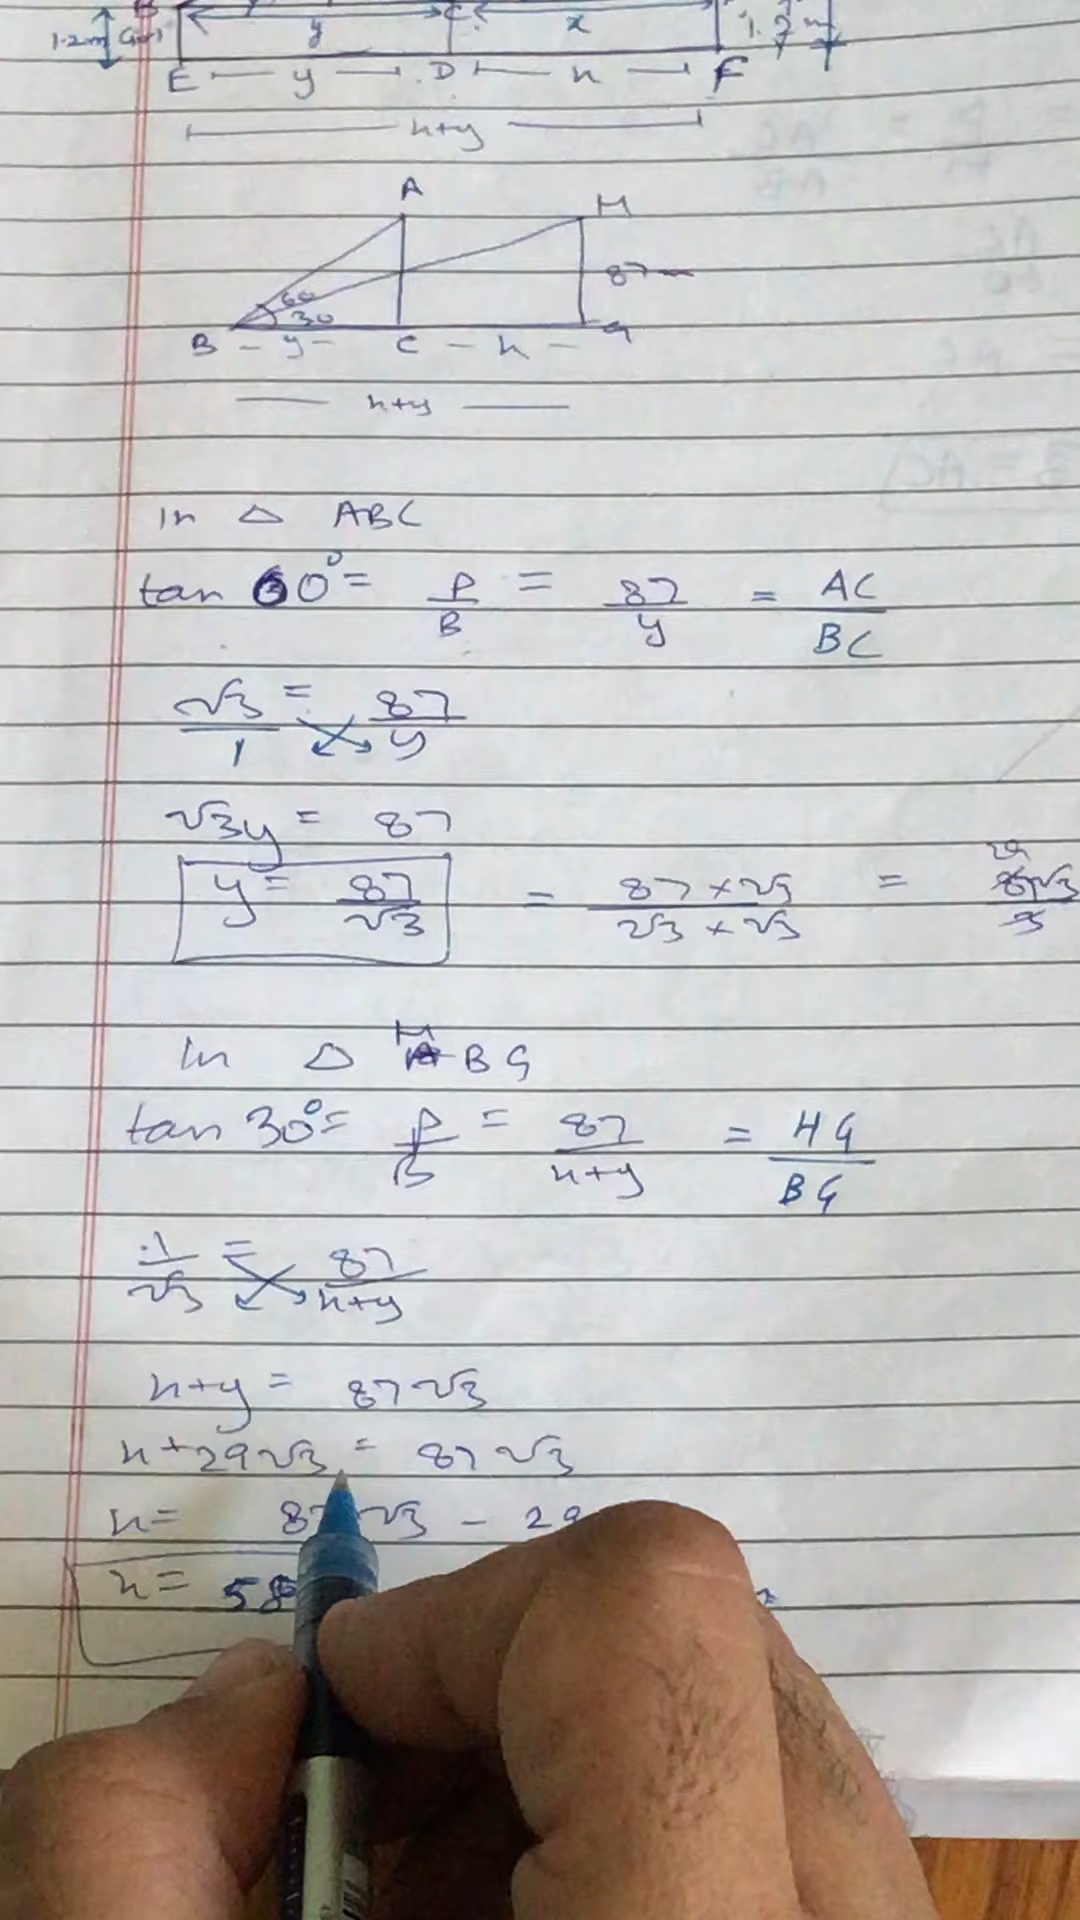 1.2m y x
E y D x F
x+y
A H
60 87
30
B - y - C - x - G
x+y
In △ ABC
tan 60° = P/B = 87/y = AC/BC
√3/1 = 87/y
√3y = 87
y = 87/√3 = 87×√3/√3×√3 = 29 87√3/3
In △ HBG
tan 30° = P/B = 87/x+y = HG/BG
1/√3 = 87/x+y
x+y = 87√3
x+29√3 = 87√3
x = 87√3 - 29
x = 58